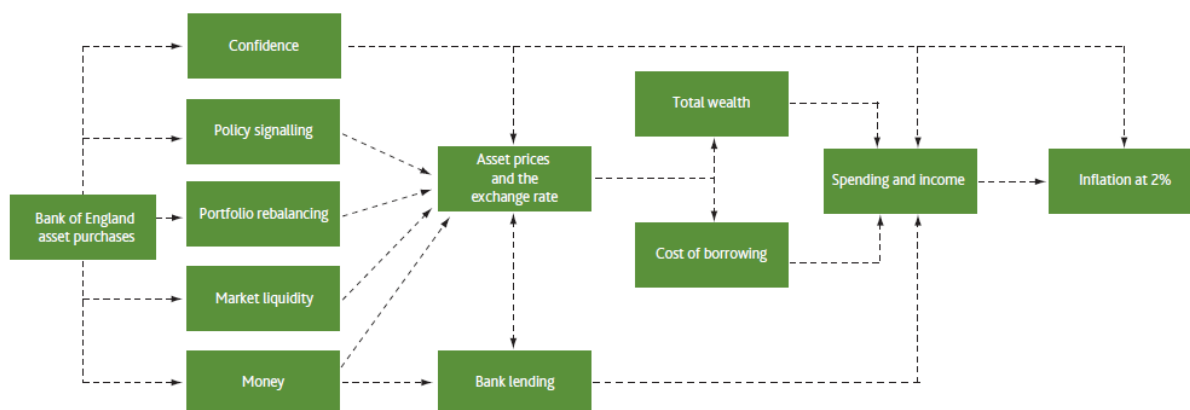 Confidence
Policy signalling
Portfolio rebalancing
Market liquidity
Money
Bank of England
asset purchases
Asset prices
and the
exchange rate
Bank lending
Total wealth
Cost of borrowing
Spending and income
Inflation at 2%